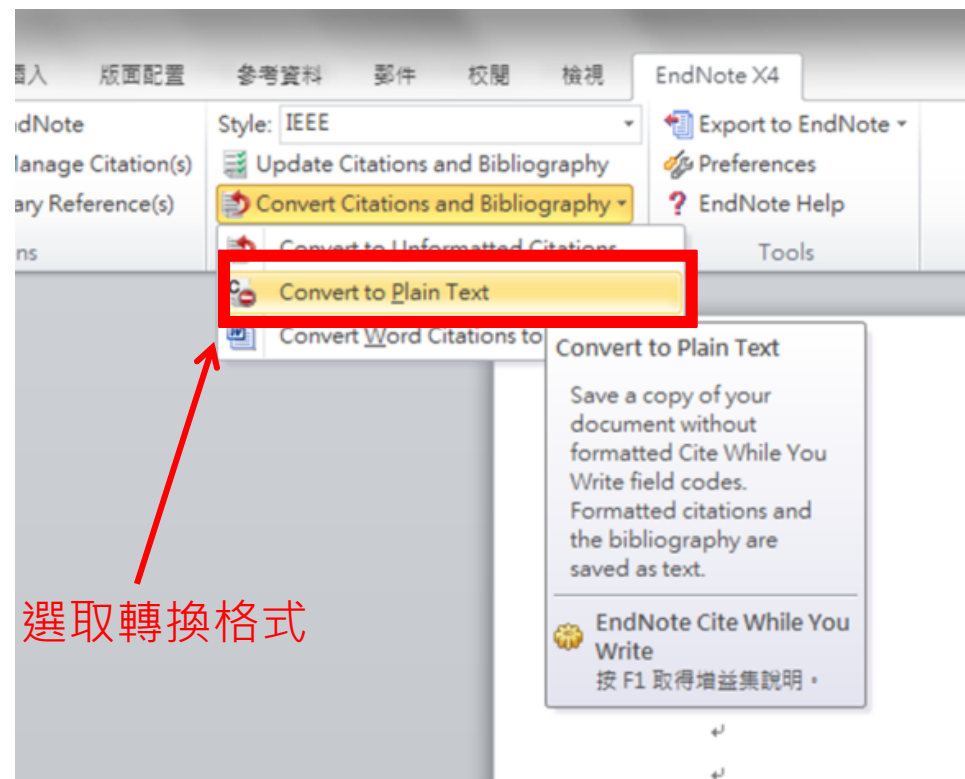 入 版面配置 參考資料 郵件 校閱 檢視 EndNote X4
dNote Style: IEEE Export to EndNote
Manage Citation(s) Update Citations and Bibliography Preferences
ary Reference(s) Convert Citations and Bibliography ? EndNote Help
ns Tools
Convert to Unformatted Citations
Convert to Plain Text
Convert Word Citations to
Convert to Plain Text
Save a copy of your
document without
formatted Cite While You
Write field codes.
Formatted citations and
the bibliography are
saved as text.
EndNote Cite While You
Write
按 F1 取得增益集說明。
選取轉換格式